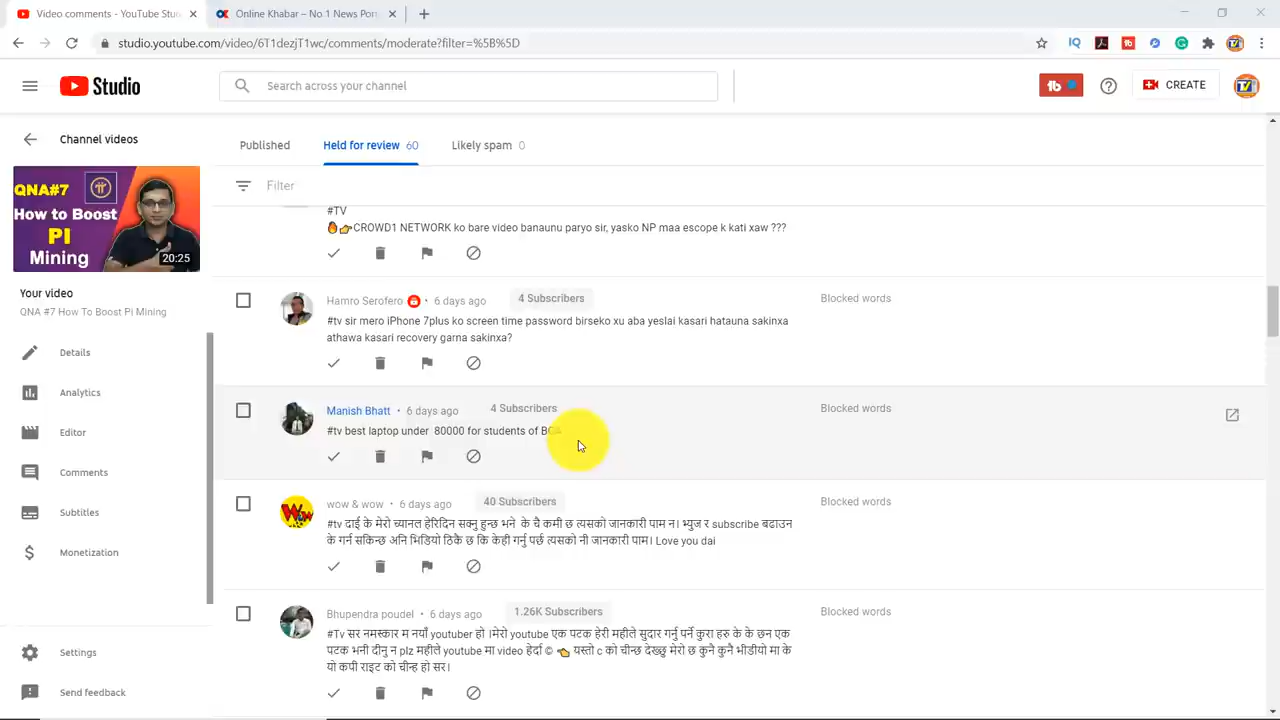 Video comments - YouTube Stu
Online Khabar – No 1 News Por
studio.youtube.com/video/6T1dezjT1wc/comments/moderate?filter=%5B%5D
Studio
Search across your channel
CREATE
Channel videos
Published
Held for review 60
Likely spam 0
Filter
QNA#7
How to Boost
PI
Mining
20:25
Your video
QNA #7 How To Boost Pi Mining
Details
Analytics
Editor
Comments
Subtitles
Monetization
Settings
Send feedback
#TV
🔥👉CROWD1 NETWORK ko bare video banaunu paryo sir, yasko NP maa escope k kati xaw ???
Hamro Serofero • 6 days ago 4 Subscribers Blocked words
#tv sir mero iPhone 7plus ko screen time password birseko xu aba yeslai kasari hatauna sakinxa
athawa kasari recovery garna sakinxa?
Manish Bhatt • 6 days ago 4 Subscribers Blocked words
#tv best laptop under 80000 for students of
wow & wow • 6 days ago 40 Subscribers Blocked words
#tv दाई के मेरो च्यानल हेरिदिन सक्नु हुन्छ भने के चै कमी छ त्यसको जानकारी पाम न। भ्युज र subscribe बढाउन
के गर्न सकिन्छ अनि भिडियो ठिकै छ कि केही गर्नु पर्छ त्यसको नी जानकारी पाम। Love you dai
Bhupendra poudel • 6 days ago 1.26K Subscribers Blocked words
#Tv सर नमस्कार म नयाँ youtuber हो ।मेरो youtube एक पटक हेरी महीले सुदार गर्नु पर्ने कुरा हरु के के छन एक
पटक भनी दीनु न plz महीले youtube मा video हेर्दा © 👈 यस्तो c को चीन्ह देख्छु मेरो छ कुनै कुनै भीडीयो मा के
यो कपी राइट को चीन्ह हो सर।